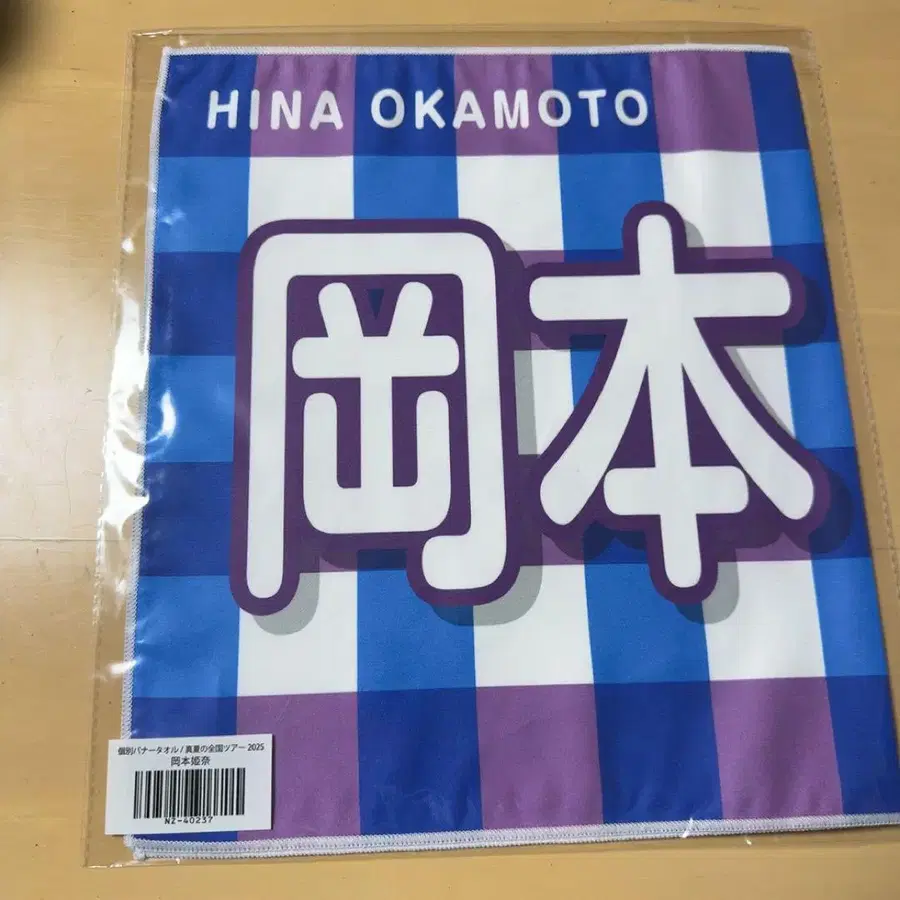 HINA OKAMOTO
岡本
個別バナータオル / 真夏の全国ツアー 2025
岡本姫奈
NZ-40237